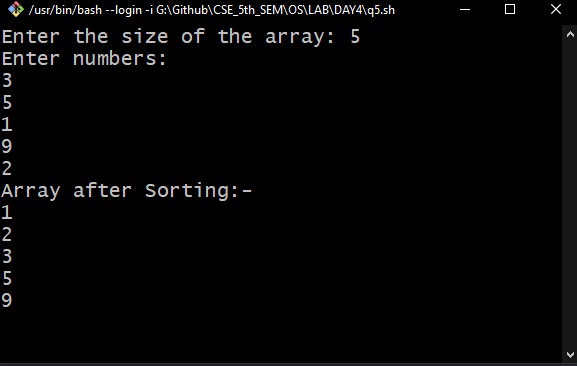 /usr/bin/bash --login -i G:\Github\CSE_5th_SEM\OS\LAB\DAY4\q5.sh
Enter the size of the array: 5
Enter numbers:
3
5
1
9
2
Array after Sorting:-
1
2
3
5
9